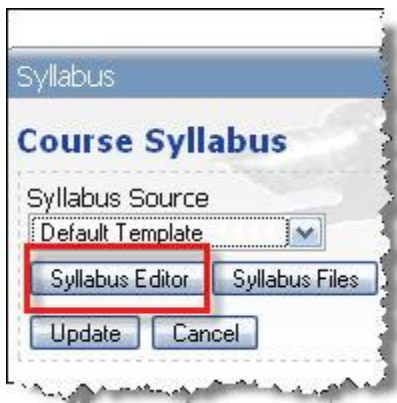 Syllabus
Course Syllabus
Syllabus Source
Default Template
Syllabus Editor Syllabus Files
Update Cancel